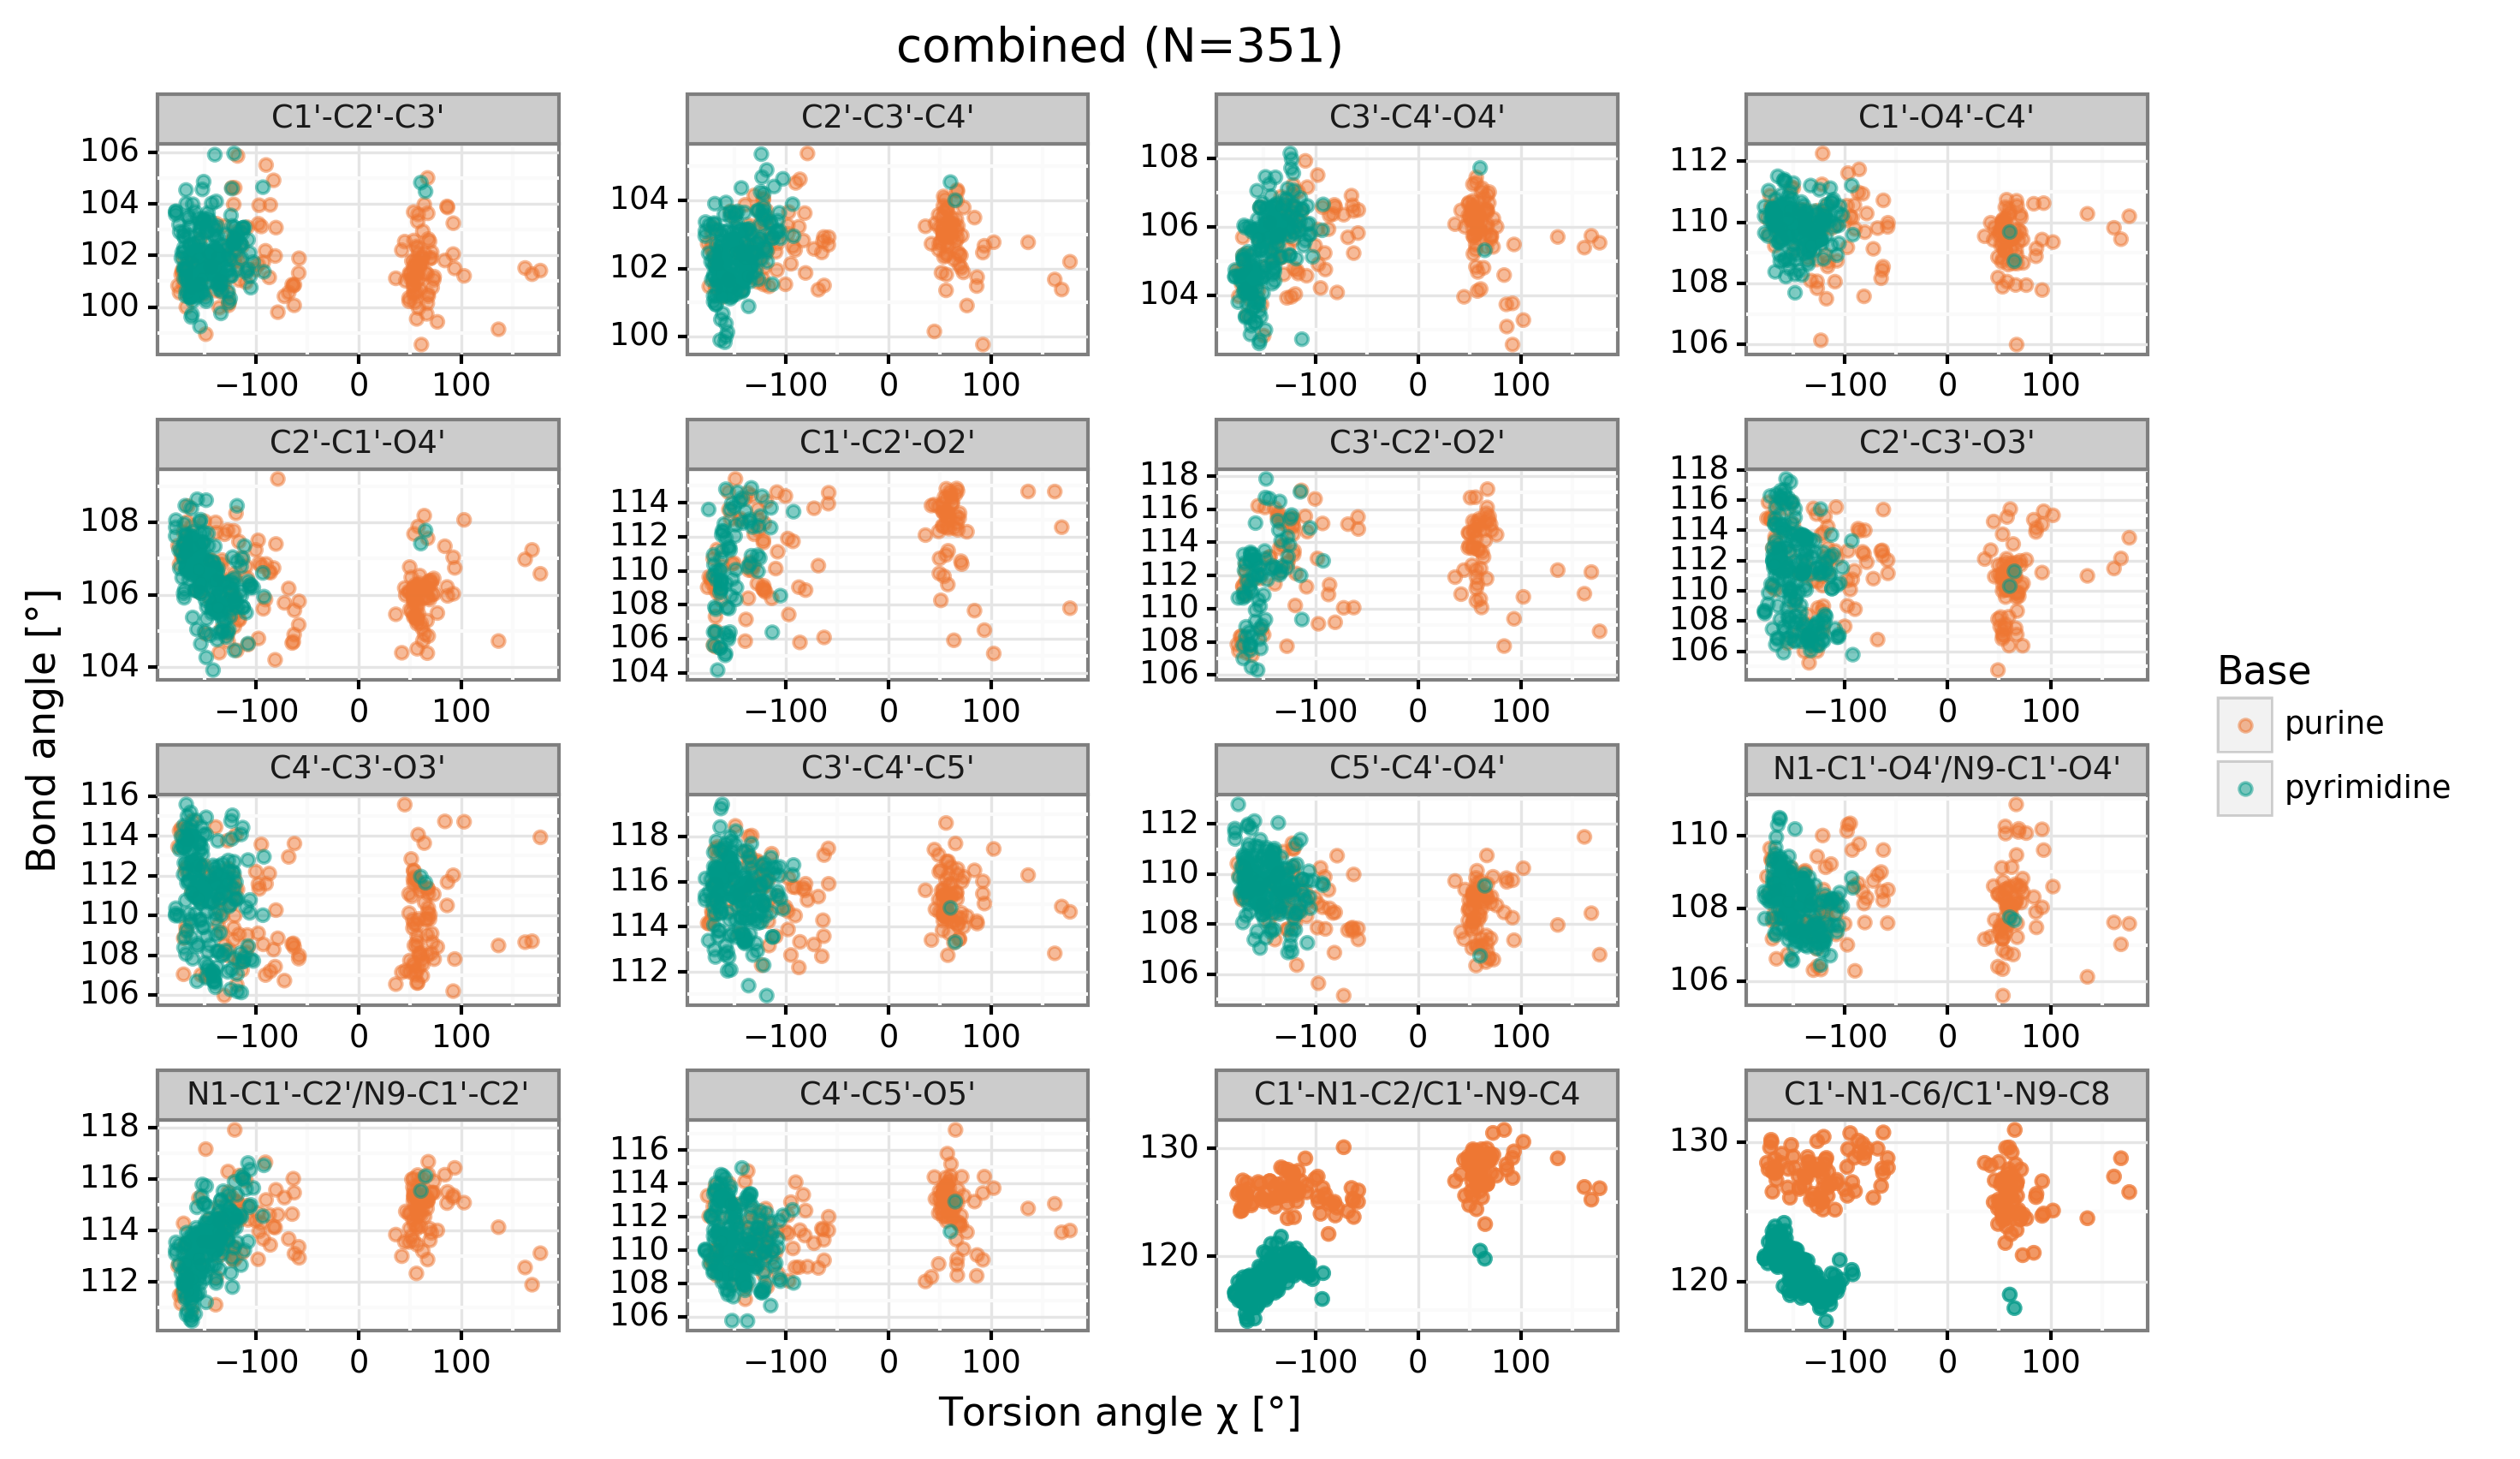 combined (N=351)
C1'-C2'-C3' C2'-C3'-C4' C3'-C4'-O4' C1'-O4'-C4'
106 104 102 100
104 102 100
108 106 104
112 110 108 106
−100 0 100 −100 0 100 −100 0 100 −100 0 100
C2'-C1'-O4' C1'-C2'-O2' C3'-C2'-O2' C2'-C3'-O3'
108 106 104
114 112 110 108 106 104
118 116 114 112 110 108 106
118 116 114 112 110 108 106
−100 0 100 −100 0 100 −100 0 100 −100 0 100
C4'-C3'-O3' C3'-C4'-C5' C5'-C4'-O4' N1-C1'-O4'/N9-C1'-O4'
116 114 112 110 108 106
118 116 114 112
112 110 108 106
110 108 106
−100 0 100 −100 0 100 −100 0 100 −100 0 100
N1-C1'-C2'/N9-C1'-C2' C4'-C5'-O5' C1'-N1-C2/C1'-N9-C4 C1'-N1-C6/C1'-N9-C8
118 116 114 112
116 114 112 110 108 106
130 120
130 120
−100 0 100 −100 0 100 −100 0 100 −100 0 100
Torsion angle χ [°]
Bond angle [°]
Base
purine
pyrimidine